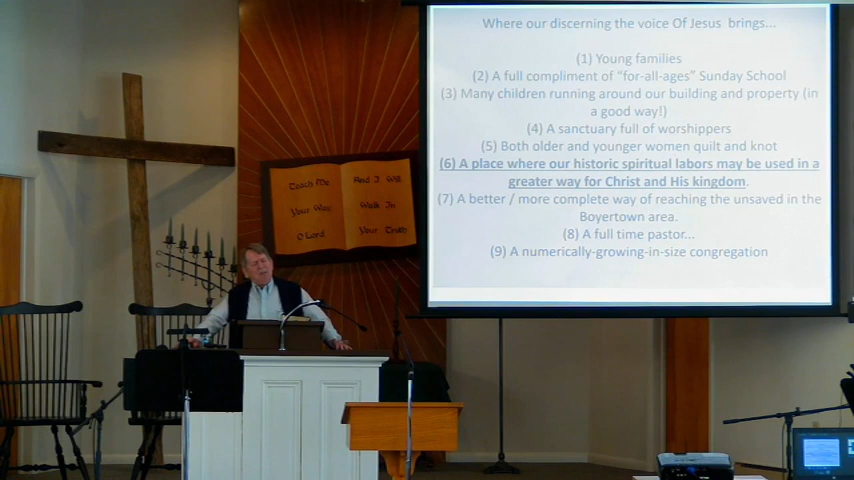 Where our discerning the voice Of Jesus brings...
(1) Young families
(2) A full compliment of “for-all-ages” Sunday School
(3) Many children running around our building and property (in
a good way!)
(4) A sanctuary full of worshippers
(5) Both older and younger women quilt and knot
(6) A place where our historic spiritual labors may be used in a
greater way for Christ and His kingdom.
(7) A better / more complete way of reaching the unsaved in the
Boyertown area.
(8) A full time pastor...
(9) A numerically-growing-in-size congregation
Teach Me
Your Way
O Lord
And I Will
Walk In
Your Truth